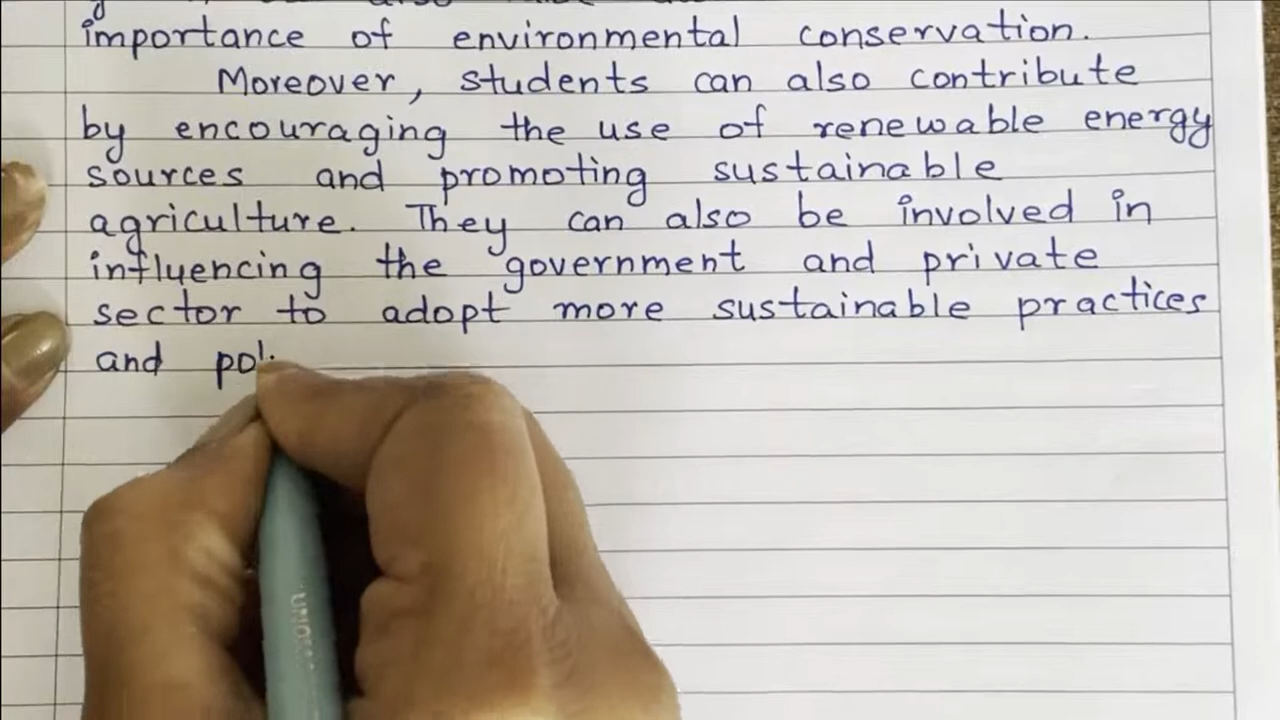 importance of environmental conservation.
Moreover, students can also contribute
by encouraging the use of renewable energy
sources and promoting sustainable
agriculture. They can also be involved in
influencing the government and private
sector to adopt more sustainable practices
and poli